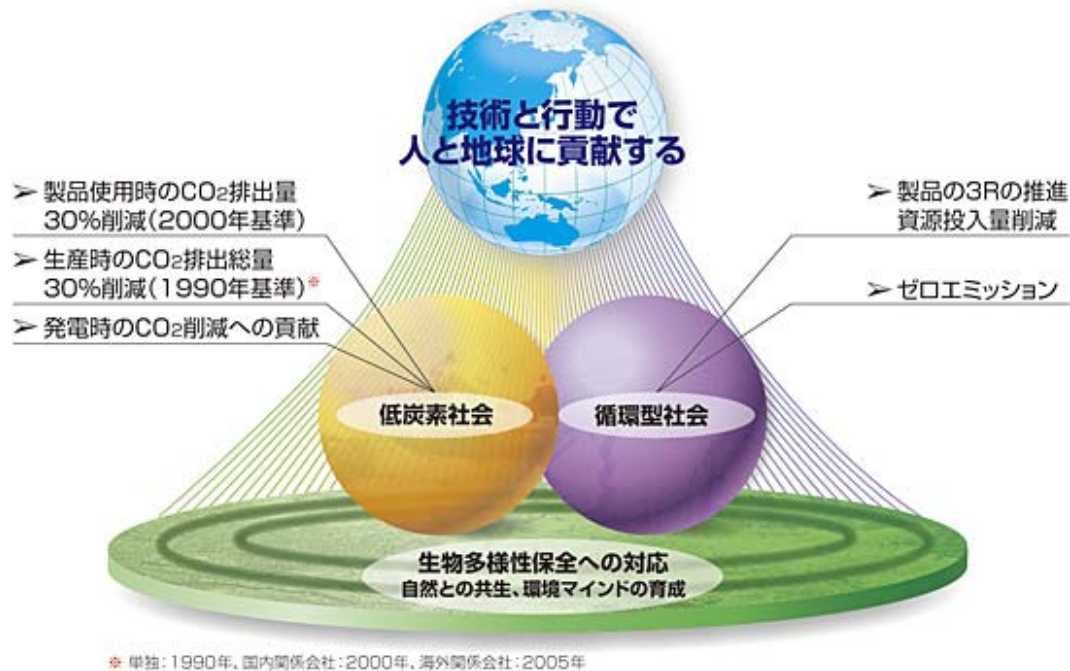 技術と行動で
人と地球に貢献する
➢ 製品使用時のCO₂排出量
30%削減(2000年基準)
➢ 生産時のCO₂排出総量
30%削減(1990年基準)※
➢ 発電時のCO₂削減への貢献
➢ 製品の3Rの推進
資源投入量削減
➢ ゼロエミッション
低炭素社会
循環型社会
生物多様性保全への対応
自然との共生、環境マインドの育成
※ 単独:1990年, 国内関係会社:2000年, 海外関係会社:2005年